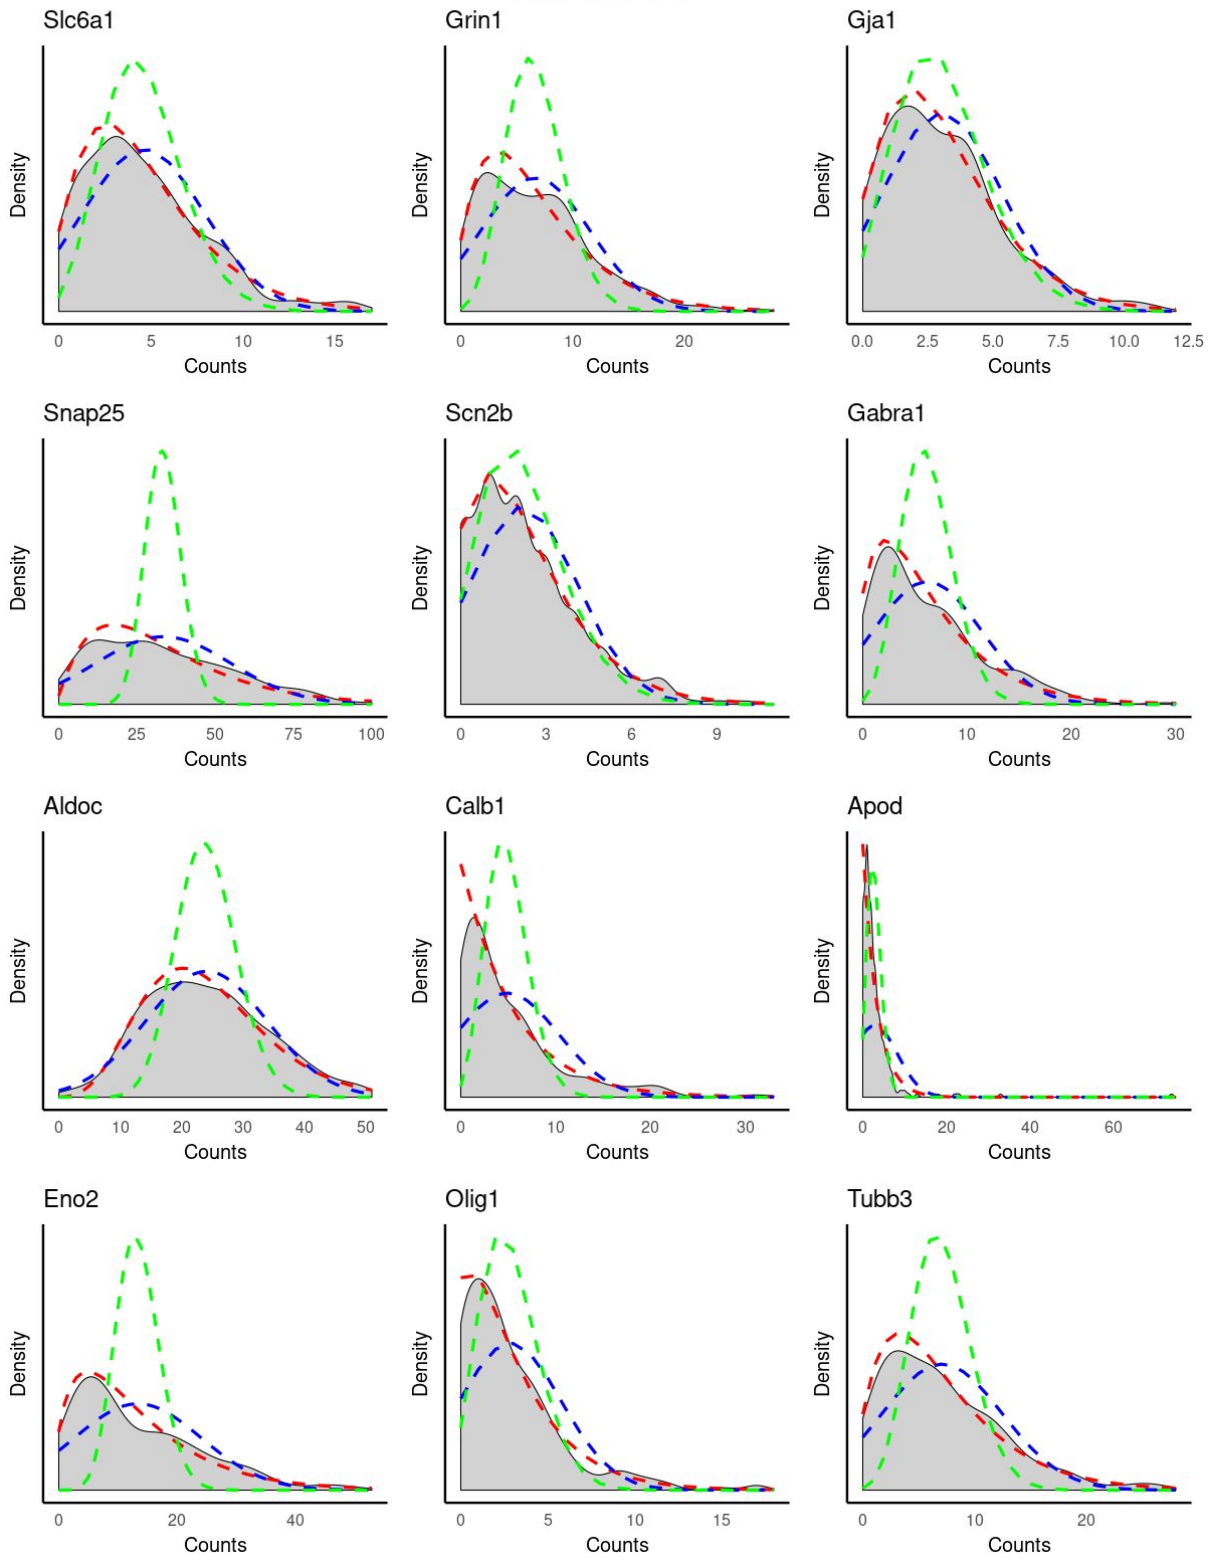 Slc6a1 Grin1 Gja1
Density Density Density
0 5 10 15 0 10 20 0.0 2.5 5.0 7.5 10.0 12.5
Counts Counts Counts
Snap25 Scn2b Gabra1
Density Density Density
0 25 50 75 100 0 3 6 9 0 10 20 30
Counts Counts Counts
Aldoc Calb1 Apod
Density Density Density
0 10 20 30 40 50 0 10 20 30 0 20 40 60
Counts Counts Counts
Eno2 Olig1 Tubb3
Density Density Density
0 20 40 0 5 10 15 0 10 20
Counts Counts Counts